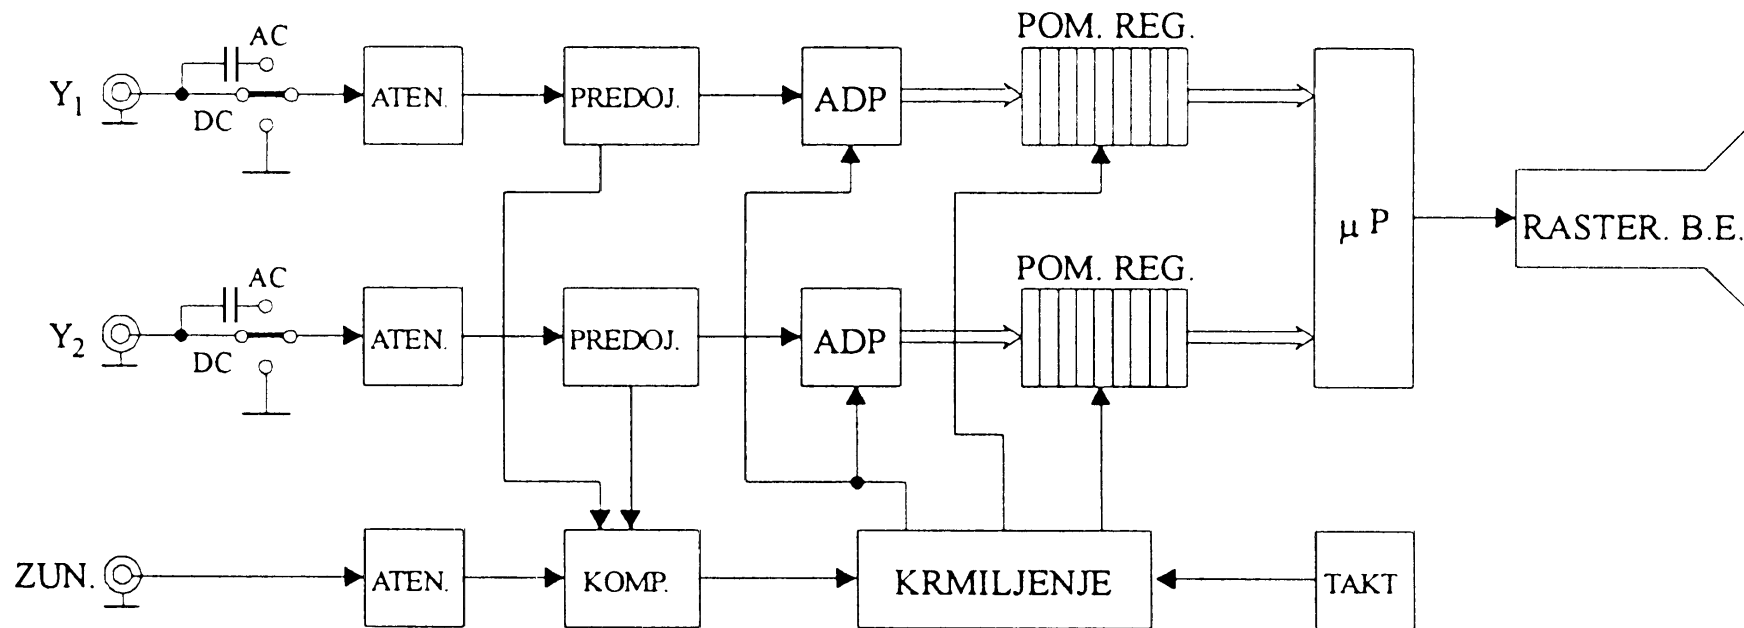 AC
POM. REG.
Y1
DC
ATEN.
PREDOJ.
ADP
μP
RASTER. B.E.
AC
POM. REG.
Y2
DC
ATEN.
PREDOJ.
ADP
ZUN.
ATEN.
KOMP.
KRMILJENJE
TAKT